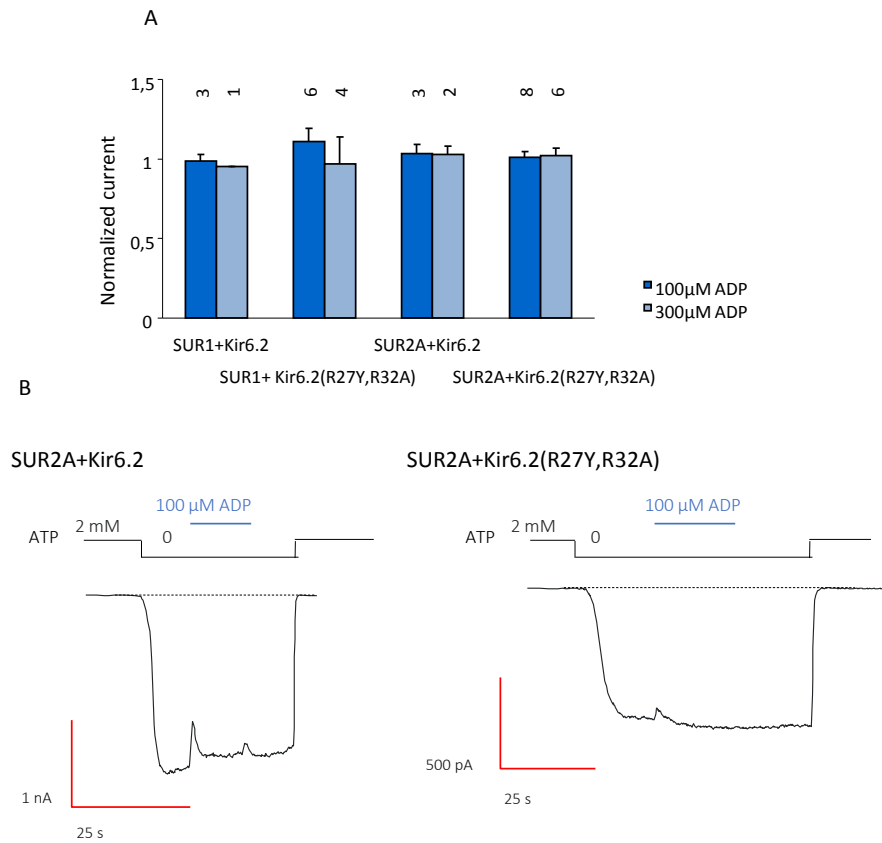 A
1,5
1
0,5
0
Normalized current
3 1 6 4 3 2 8 6
100µM ADP
300µM ADP
SUR1+Kir6.2
SUR2A+Kir6.2
SUR1+ Kir6.2(R27Y,R32A)
SUR2A+Kir6.2(R27Y,R32A)
B
SUR2A+Kir6.2
100 µM ADP
2 mM
ATP
0
1 nA
25 s
SUR2A+Kir6.2(R27Y,R32A)
100 µM ADP
2 mM
ATP
0
500 pA
25 s